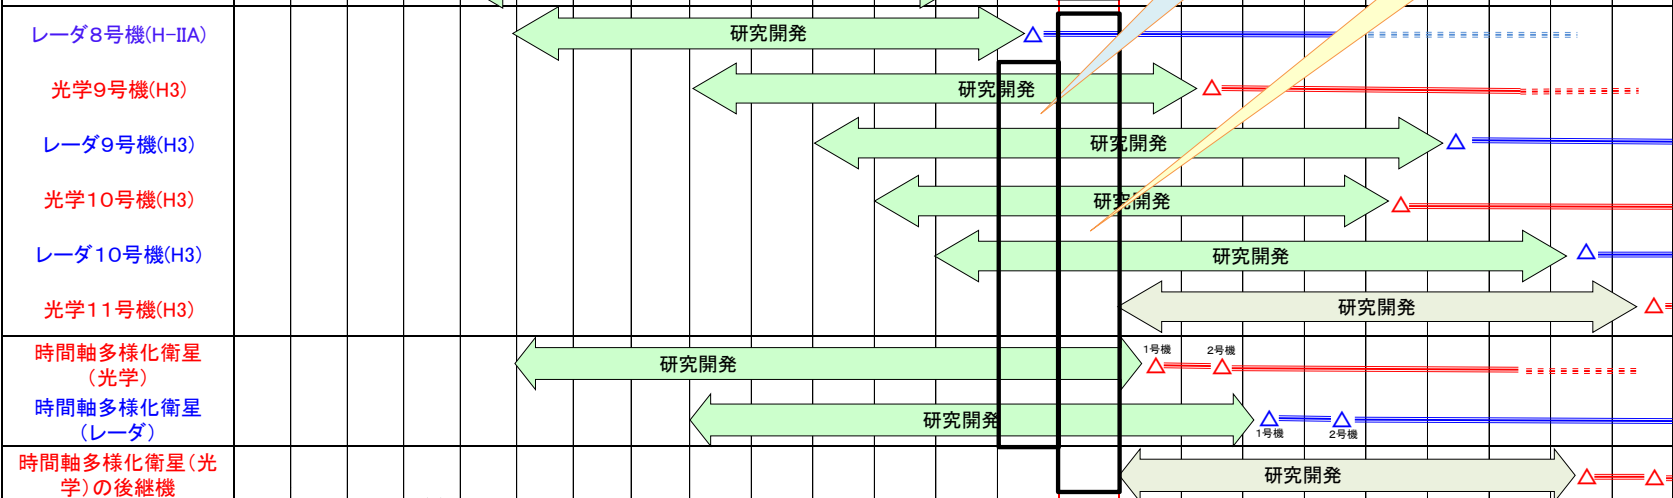 レーダ8号機(H-IIA)
研究開発
光学9号機(H3)
研究開発
レーダ9号機(H3)
研究開発
光学10号機(H3)
研究開発
レーダ10号機(H3)
研究開発
光学11号機(H3)
研究開発
時間軸多様化衛星
(光学)
研究開発
1号機
2号機
時間軸多様化衛星
(レーダ)
研究開発
1号機
2号機
時間軸多様化衛星(光
学)の後継機
研究開発